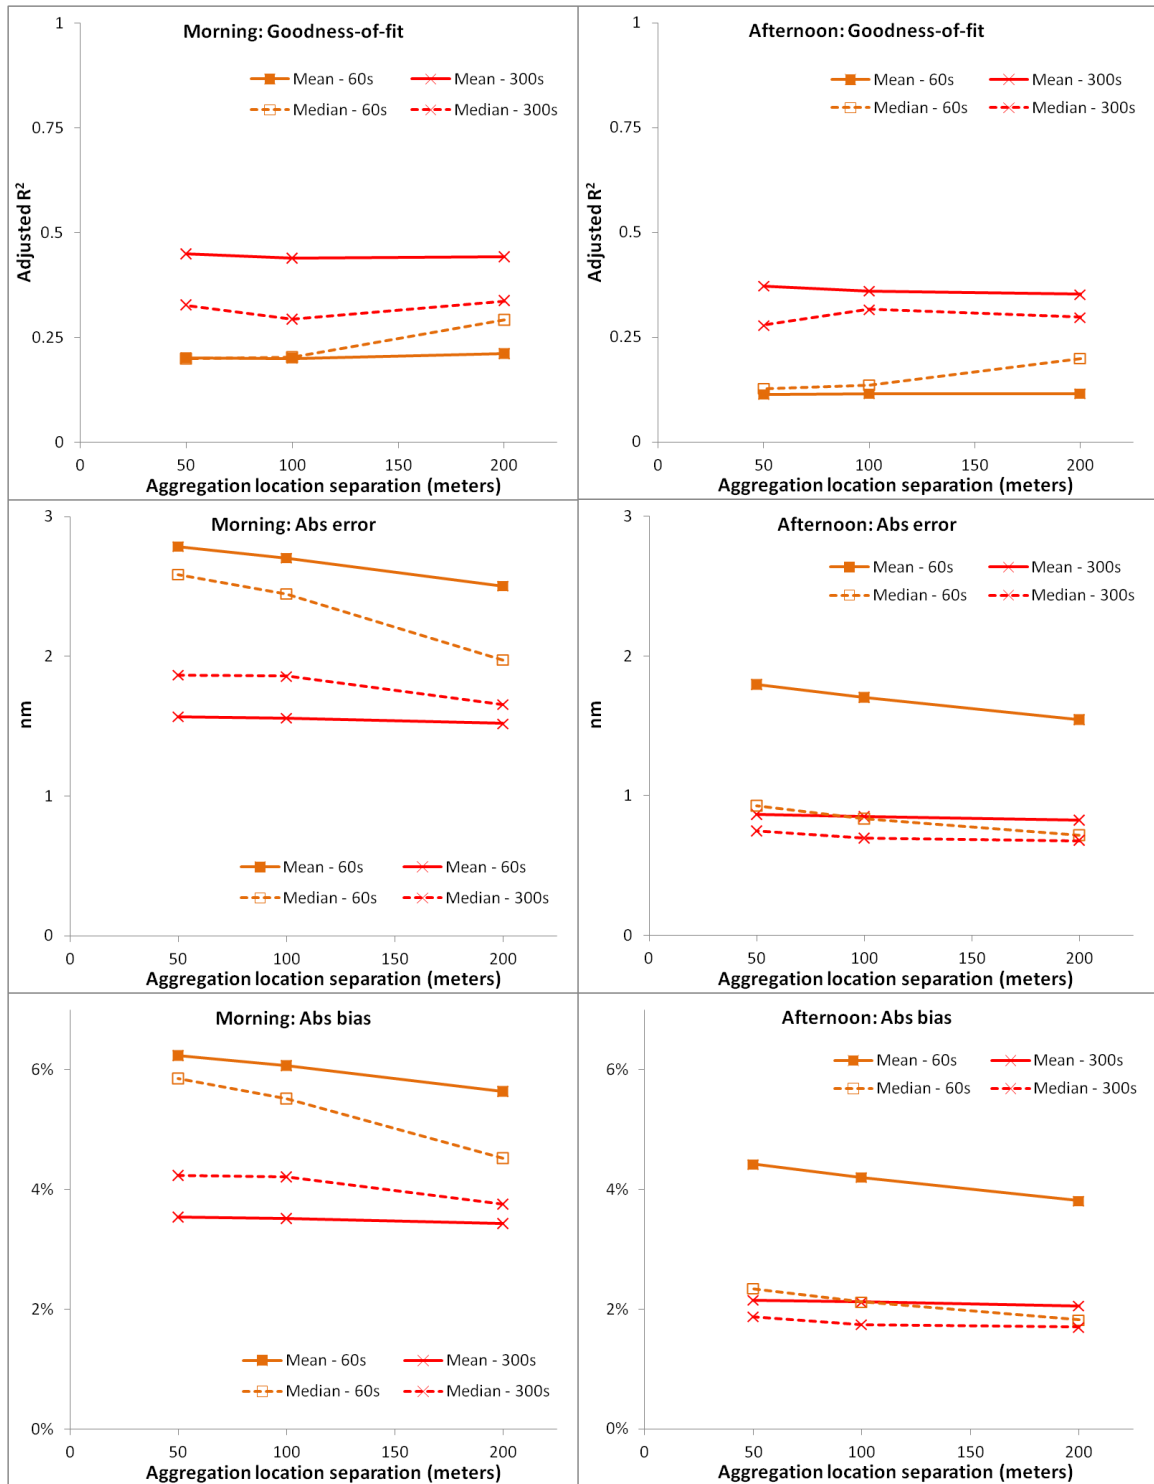 Morning: Goodness-of-fit
Mean - 60s
Mean - 300s
Median - 60s
Median - 300s
Adjusted R²
1
0.75
0.5
0.25
0
0
50
100
150
200
Aggregation location separation (meters)
Afternoon: Goodness-of-fit
Mean - 60s
Mean - 300s
Median - 60s
Median - 300s
Adjusted R²
1
0.75
0.5
0.25
0
0
50
100
150
200
Aggregation location separation (meters)
Morning: Abs error
3
2
1
0
nm
Mean - 60s
Mean - 60s
Median - 60s
Median - 300s
0
50
100
150
200
Aggregation location separation (meters)
Afternoon: Abs error
Mean - 60s
Mean - 300s
Median - 60s
Median - 300s
3
2
1
0
nm
0
50
100
150
200
Aggregation location separation (meters)
Morning: Abs bias
6%
4%
2%
0%
Mean - 60s
Mean - 300s
Median - 60s
Median - 300s
0
50
100
150
200
Aggregation location separation (meters)
Afternoon: Abs bias
Mean - 60s
Mean - 300s
Median - 60s
Median - 300s
6%
4%
2%
0%
0
50
100
150
200
Aggregation location separation (meters)